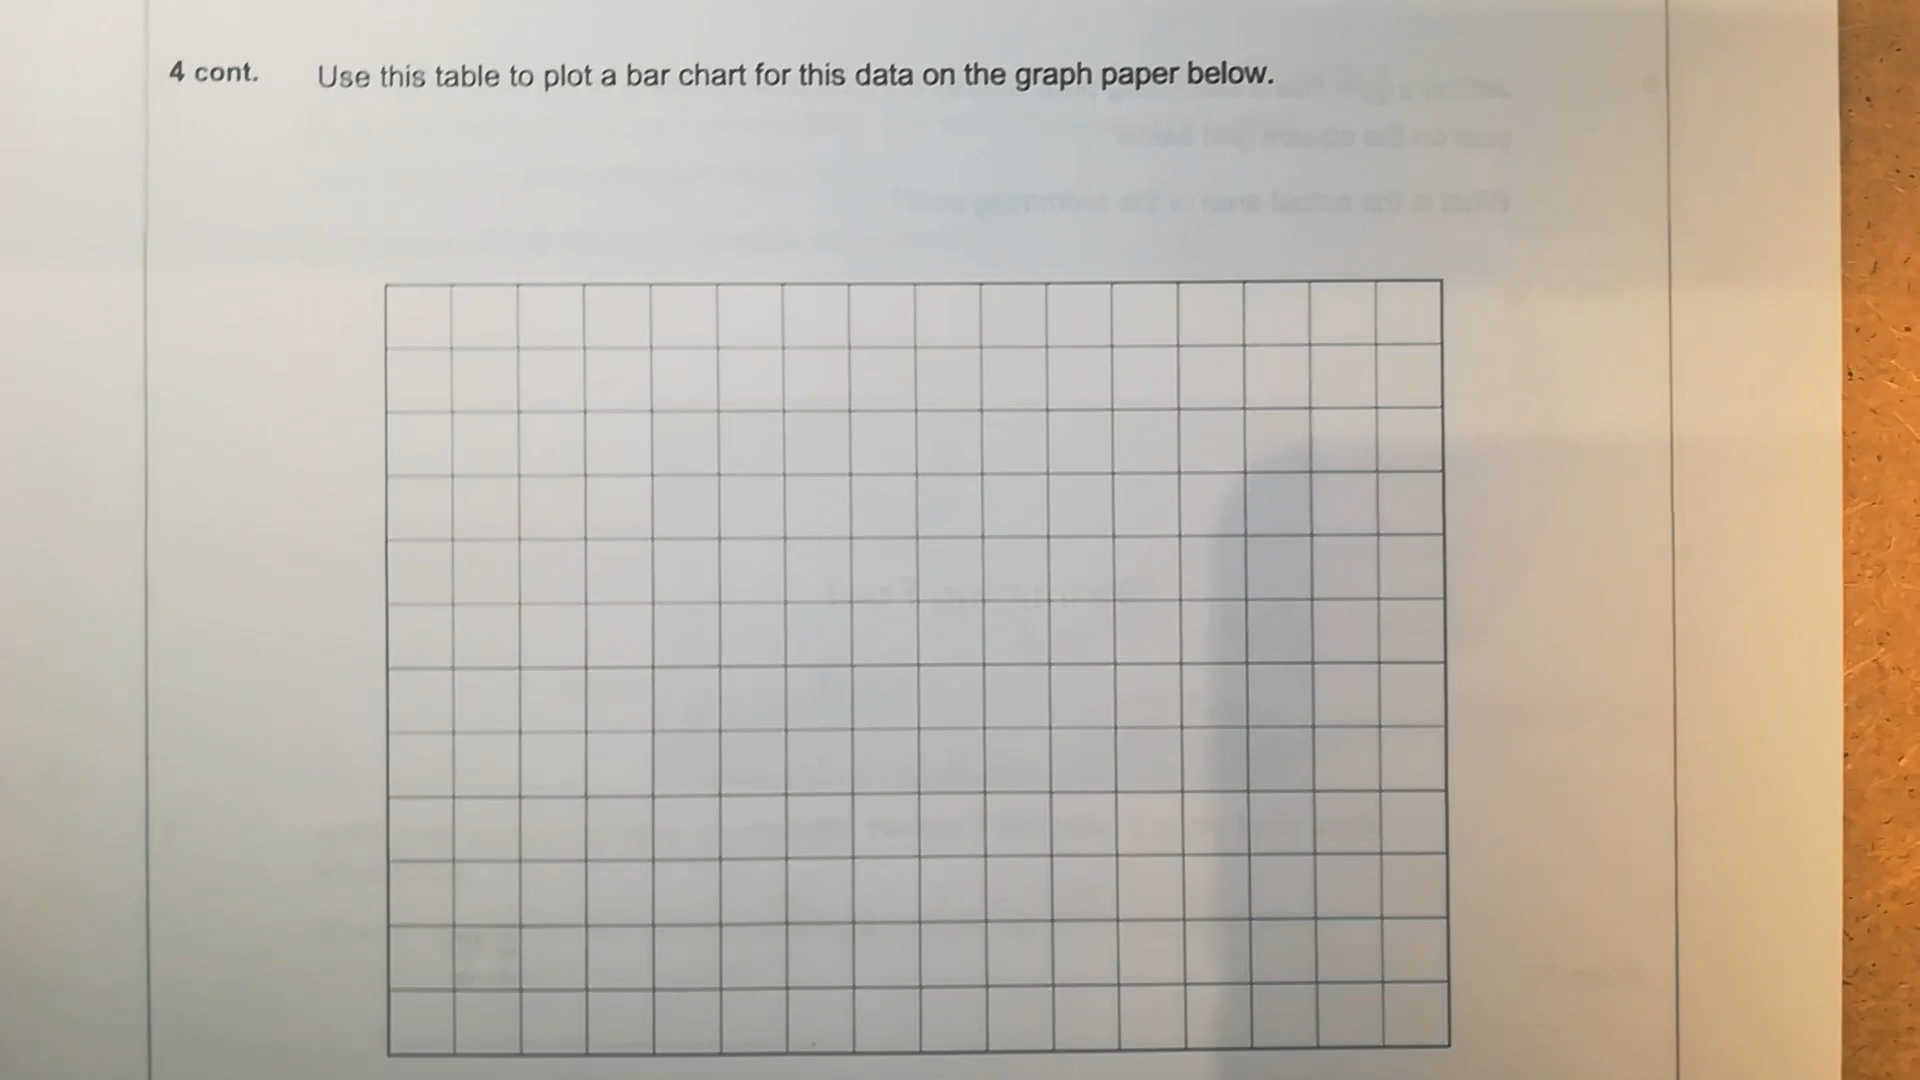 4 cont. Use this table to plot a bar chart for this data on the graph paper below.